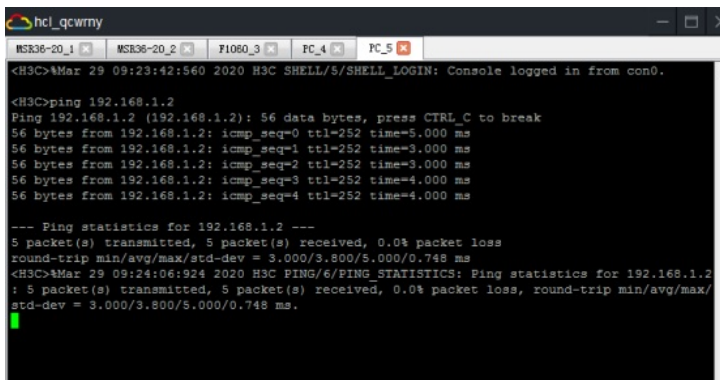 hcl_qcwrny
MSR36-20_1 MSR36-20_2 F1060_3 PC_4 PC_5
<H3C>%Mar 29 09:23:42:560 2020 H3C SHELL/5/SHELL_LOGIN: Console logged in from con0.
<H3C>ping 192.168.1.2
Ping 192.168.1.2 (192.168.1.2): 56 data bytes, press CTRL_C to break
56 bytes from 192.168.1.2: icmp_seq=0 ttl=252 time=5.000 ms
56 bytes from 192.168.1.2: icmp_seq=1 ttl=252 time=3.000 ms
56 bytes from 192.168.1.2: icmp_seq=2 ttl=252 time=3.000 ms
56 bytes from 192.168.1.2: icmp_seq=3 ttl=252 time=4.000 ms
56 bytes from 192.168.1.2: icmp_seq=4 ttl=252 time=4.000 ms
--- Ping statistics for 192.168.1.2 ---
5 packet(s) transmitted, 5 packet(s) received, 0.0% packet loss
round-trip min/avg/max/std-dev = 3.000/3.800/5.000/0.748 ms
<H3C>%Mar 29 09:24:06:924 2020 H3C PING/6/PING_STATISTICS: Ping statistics for 192.168.1.2
: 5 packet(s) transmitted, 5 packet(s) received, 0.0% packet loss, round-trip min/avg/max/
std-dev = 3.000/3.800/5.000/0.748 ms.